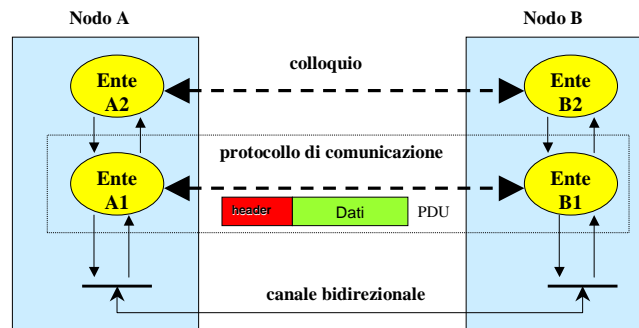 Nodo A
Nodo B
colloquio
Ente
A2
Ente
B2
protocollo di comunicazione
Ente
A1
Ente
B1
header
Dati
PDU
canale bidirezionale